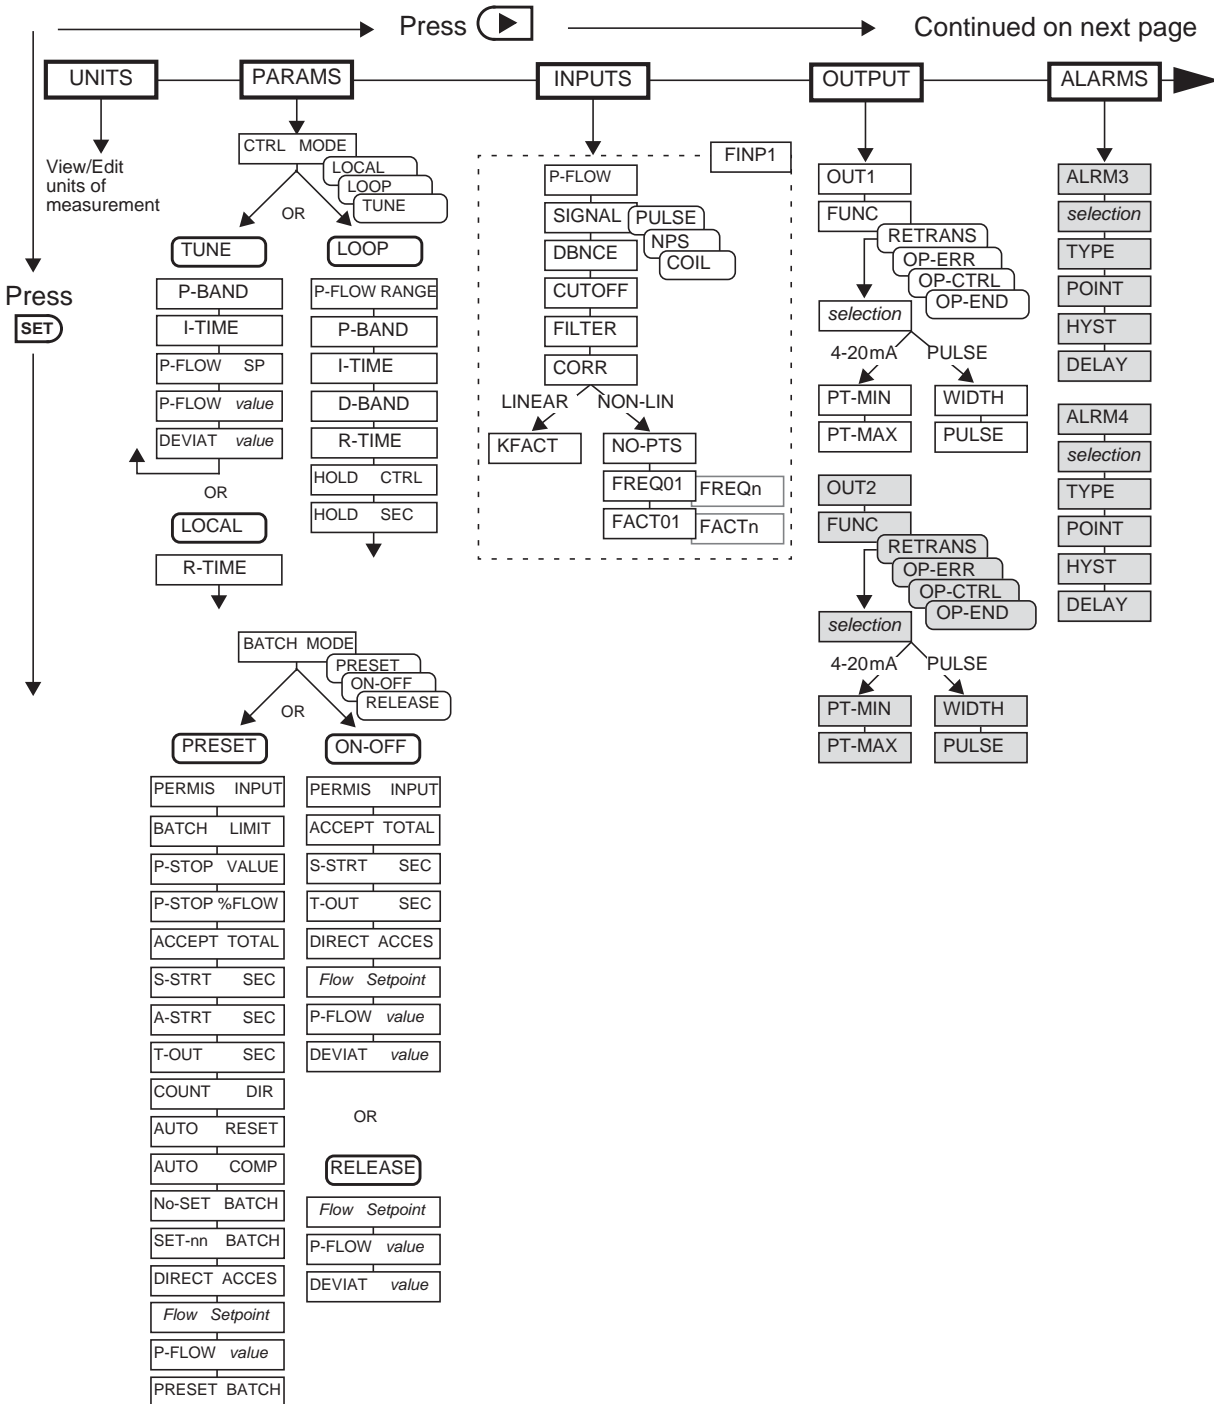 Press
Continued on next page
UNITS
PARAMS
INPUTS
OUTPUT
ALARMS
Press
SET
View/Edit
units of
measurement
CTRL MODE
LOCAL
LOOP
TUNE
OR
TUNE
P-BAND
I-TIME
P-FLOW SP
P-FLOW value
DEVIAT value
OR
LOCAL
R-TIME
LOOP
P-FLOW RANGE
P-BAND
I-TIME
D-BAND
R-TIME
HOLD CTRL
HOLD SEC
BATCH MODE
PRESET
ON-OFF
RELEASE
OR
PRESET
PERMIS INPUT
BATCH LIMIT
P-STOP VALUE
P-STOP %FLOW
ACCEPT TOTAL
S-STRT SEC
A-STRT SEC
T-OUT SEC
COUNT DIR
AUTO RESET
AUTO COMP
No-SET BATCH
SET-nn BATCH
DIRECT ACCES
Flow Setpoint
P-FLOW value
PRESET BATCH
ON-OFF
PERMIS INPUT
ACCEPT TOTAL
S-STRT SEC
T-OUT SEC
DIRECT ACCES
Flow Setpoint
P-FLOW value
DEVIAT value
OR
RELEASE
Flow Setpoint
P-FLOW value
DEVIAT value
FINP1
P-FLOW
SIGNAL
PULSE
NPS
COIL
DBNCE
CUTOFF
FILTER
CORR
LINEAR
NON-LIN
KFACT
NO-PTS
FREQ01
FREQn
FACT01
FACTn
OUT1
FUNC
RETRANS
OP-ERR
OP-CTRL
OP-END
selection
4-20mA
PULSE
PT-MIN
WIDTH
PT-MAX
PULSE
OUT2
FUNC
RETRANS
OP-ERR
OP-CTRL
OP-END
selection
4-20mA
PULSE
PT-MIN
WIDTH
PT-MAX
PULSE
ALRM3
selection
TYPE
POINT
HYST
DELAY
ALRM4
selection
TYPE
POINT
HYST
DELAY